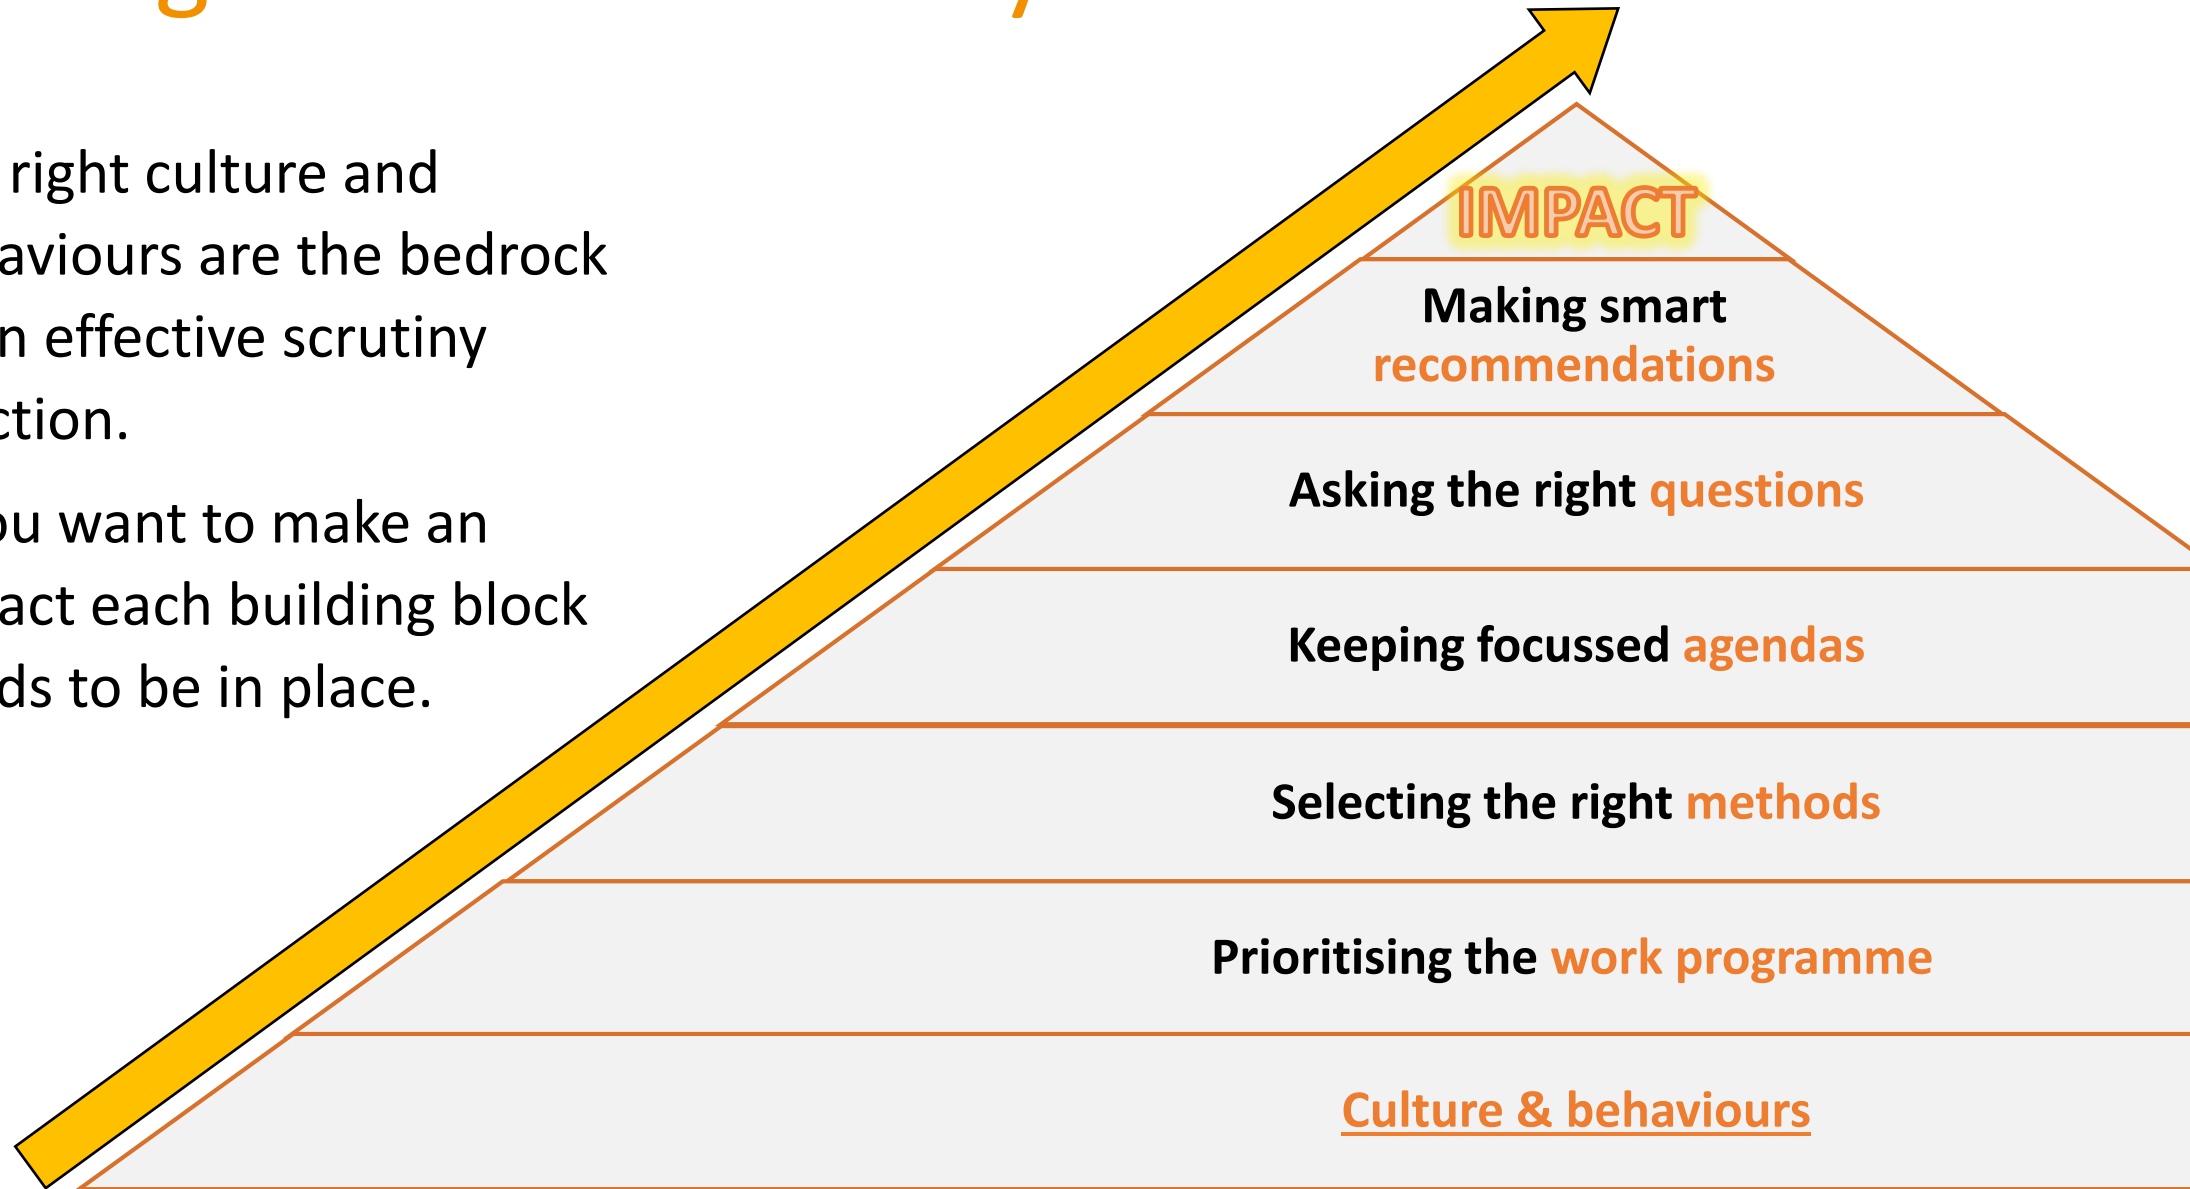 right culture and
aviours are the bedrock
n effective scrutiny
ction.
ou want to make an
act each building block
ds to be in place.
IMPACT
Making smart
recommendations
Asking the right questions
Keeping focussed agendas
Selecting the right methods
Prioritising the work programme
Culture & behaviours